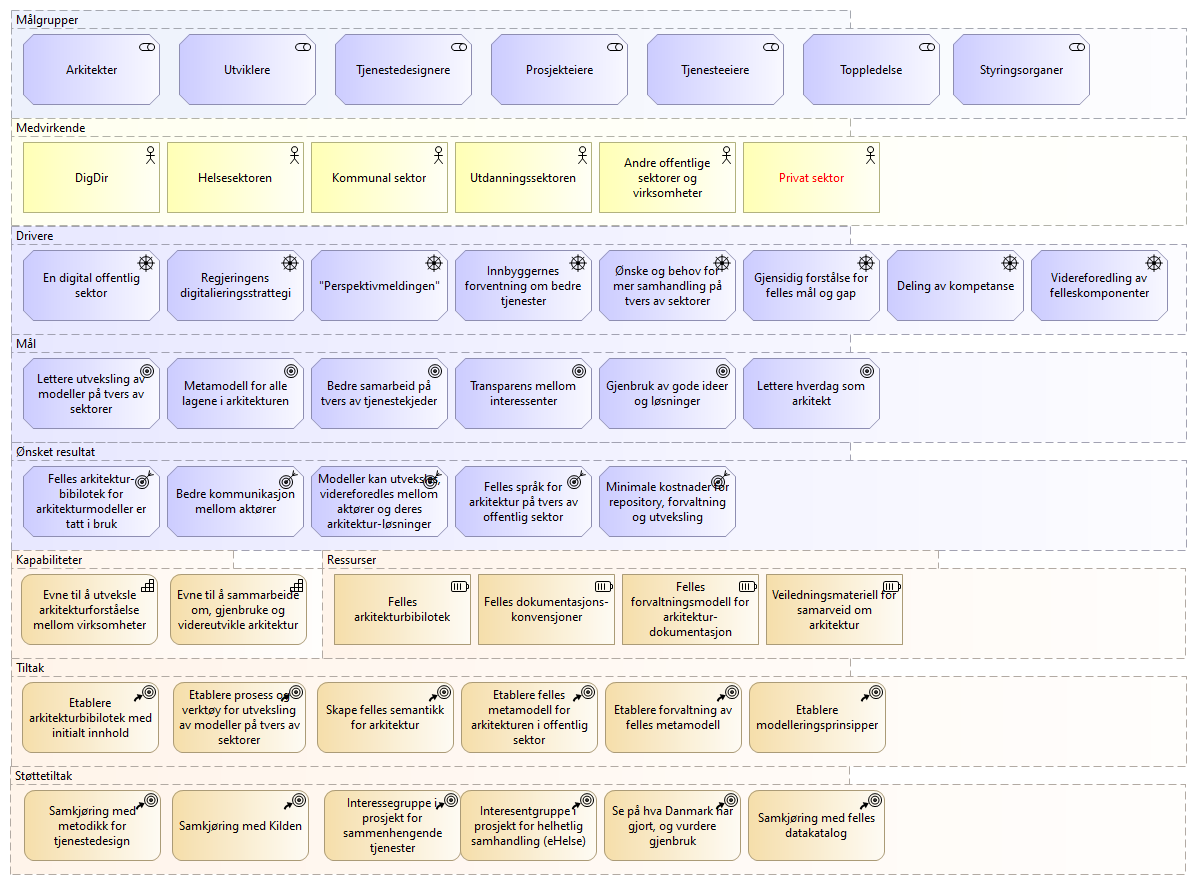 Målgrupper
Arkitekter
Utviklere
Tjenestedesignere
Prosjekteiere
Tjenesteeiere
Toppledelse
Styringsorganer
Medvirkende
DigDir
Helsesektoren
Kommunal sektor
Utdanningssektoren
Andre offentlige
sektorer og
virksomheter
Privat sektor
Drivere
En digital offentlig
sektor
Regjeringens
digitalieringsstrattegi
"Perspektivmeldingen"
Innbyggernes
forventning om bedre
tjenester
Ønske og behov for
mer samhandling på
tvers av sektorer
Gjensidig forståelse for
felles mål og gap
Deling av kompetanse
Videreforedling av
felleskomponenter
Mål
Lettere utveksling av
modeller på tvers av
sektorer
Metamodell for alle
lagene i arkitekturen
Bedre samarbeid på
tvers av tjenestekjeder
Transparens mellom
interessenter
Gjenbruk av gode ideer
og løsninger
Lettere hverdag som
arkitekt
Ønsket resultat
Felles arkitektur-
bibilotek for
arkitekturmodeller er
tatt i bruk
Bedre kommunikasjon
mellom aktører
Modeller kan utveksles,
videreforedles mellom
aktører og deres
arkitektur-løsninger
Felles språk for
arkitektur på tvers av
offentlig sektor
Minimale kostnader for
repository, forvaltning
og utveksling
Kapabiliteter
Evne til å utveksle
arkitekturforståelse
mellom virksomheter
Evne til å sammarbeide
om, gjenbruke og
videreutvikle arkitektur
Ressurser
Felles
arkitekturbibilotek
Felles dokumentasjons-
konvensjoner
Felles
forvaltningsmodell for
arkitektur-
dokumentasjon
Veiledningsmateriell for
samarveid om
arkitektur
Tiltak
Etablere
arkitekturbibilotek med
initialt innhold
Etablere prosess og
verktøy for utveksling
av modeller på tvers av
sektorer
Skape felles semantikk
for arkitektur
Etablere felles
metamodell for
arkitekturen i offentlig
sektor
Etablere forvaltning av
felles metamodell
Etablere
modelleringsprinsipper
Støttetiltak
Samkjøring med
metodikk for
tjenestedesign
Samkjøring med Kilden
Interessegruppe i
prosjekt for
sammenhengende
tjenester
Interesentgruppe i
prosjekt for helhetlig
samhandling (eHelse)
Se på hva Danmark har
gjort, og vurdere
gjenbruk
Samkjøring med felles
datakatalog